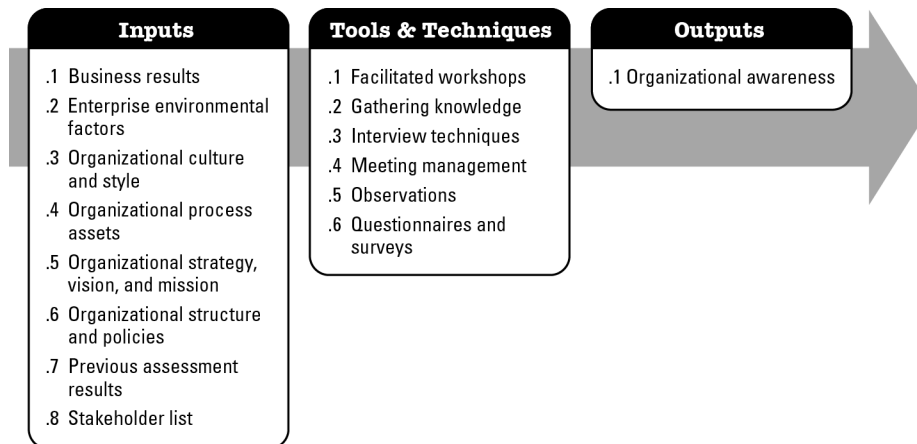 Inputs
.1 Business results
.2 Enterprise environmental
factors
.3 Organizational culture
and style
.4 Organizational process
assets
.5 Organizational strategy,
vision, and mission
.6 Organizational structure
and policies
.7 Previous assessment
results
.8 Stakeholder list
Tools & Techniques
.1 Facilitated workshops
.2 Gathering knowledge
.3 Interview techniques
.4 Meeting management
.5 Observations
.6 Questionnaires and
surveys
Outputs
.1 Organizational awareness